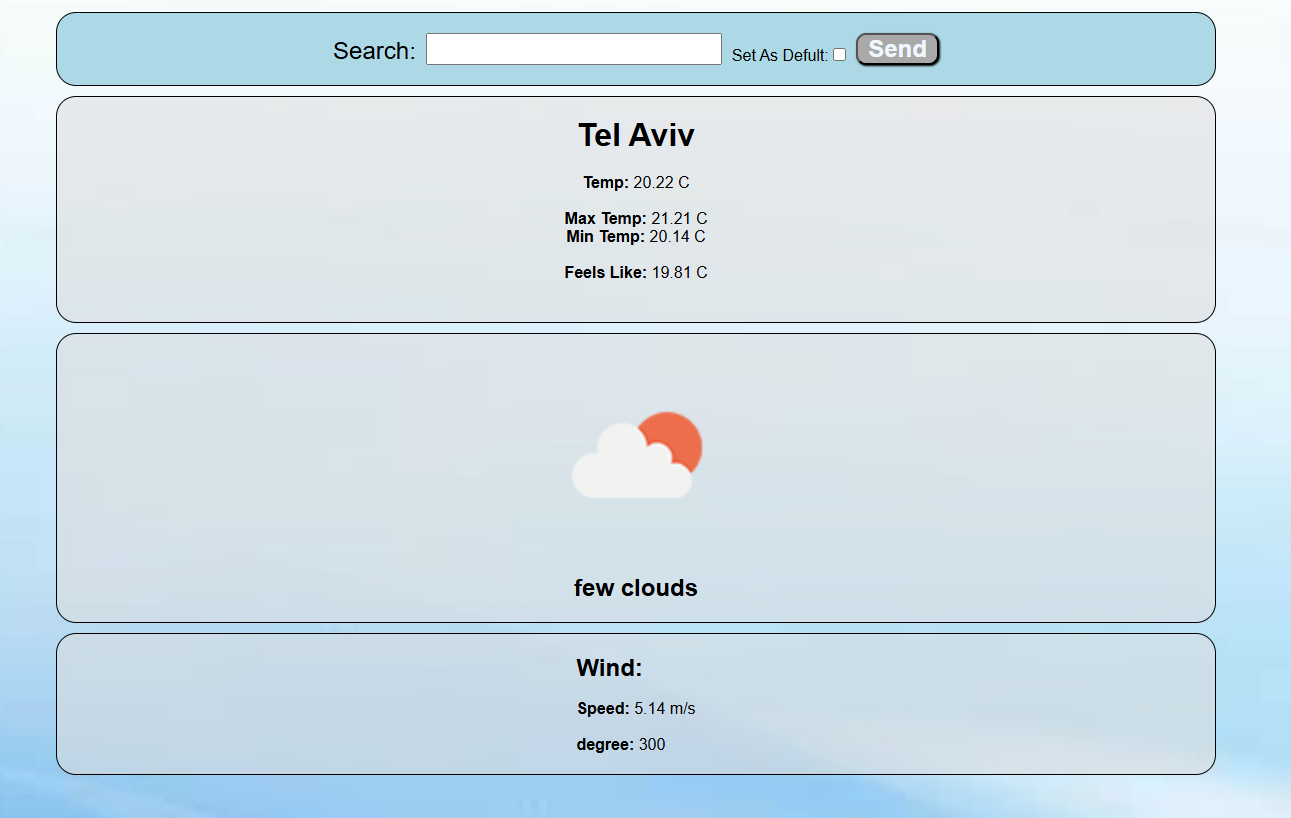 Search: Set As Defult: Send
Tel Aviv
Temp: 20.22 C
Max Temp: 21.21 C
Min Temp: 20.14 C
Feels Like: 19.81 C
few clouds
Wind:
Speed: 5.14 m/s
degree: 300